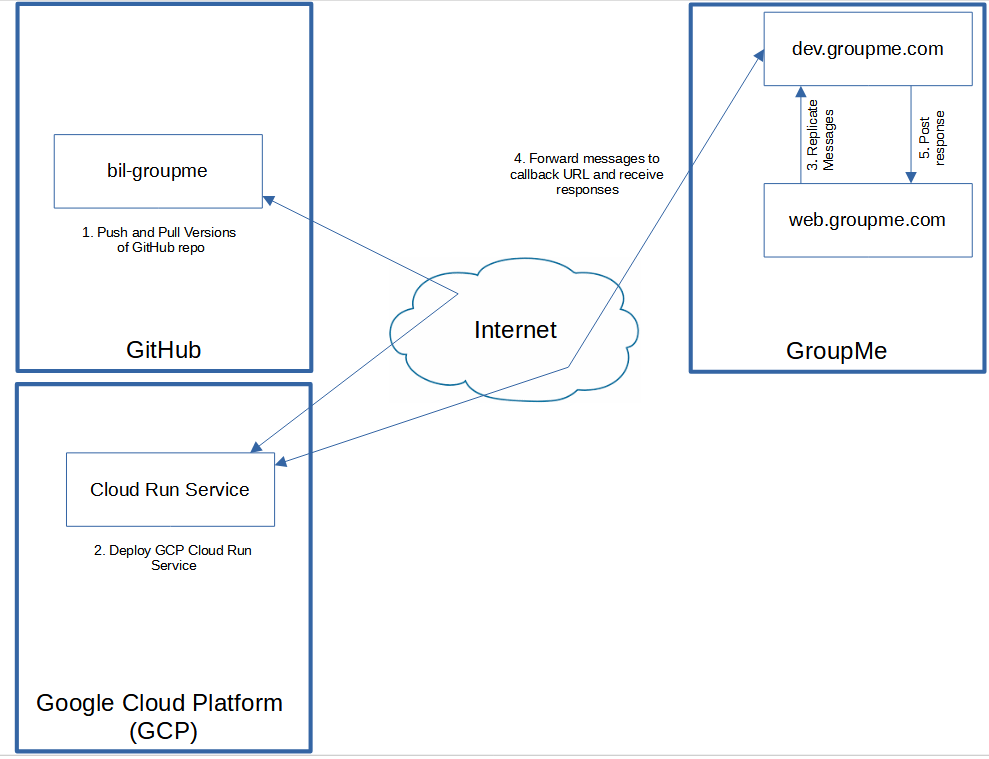 bil-groupme
1. Push and Pull Versions
of GitHub repo
GitHub
Cloud Run Service
2. Deploy GCP Cloud Run
Service
Google Cloud Platform
(GCP)
4. Forward messages to
callback URL and receive
responses
Internet
dev.groupme.com
3. Replicate
Messages
5. Post
response
web.groupme.com
GroupMe